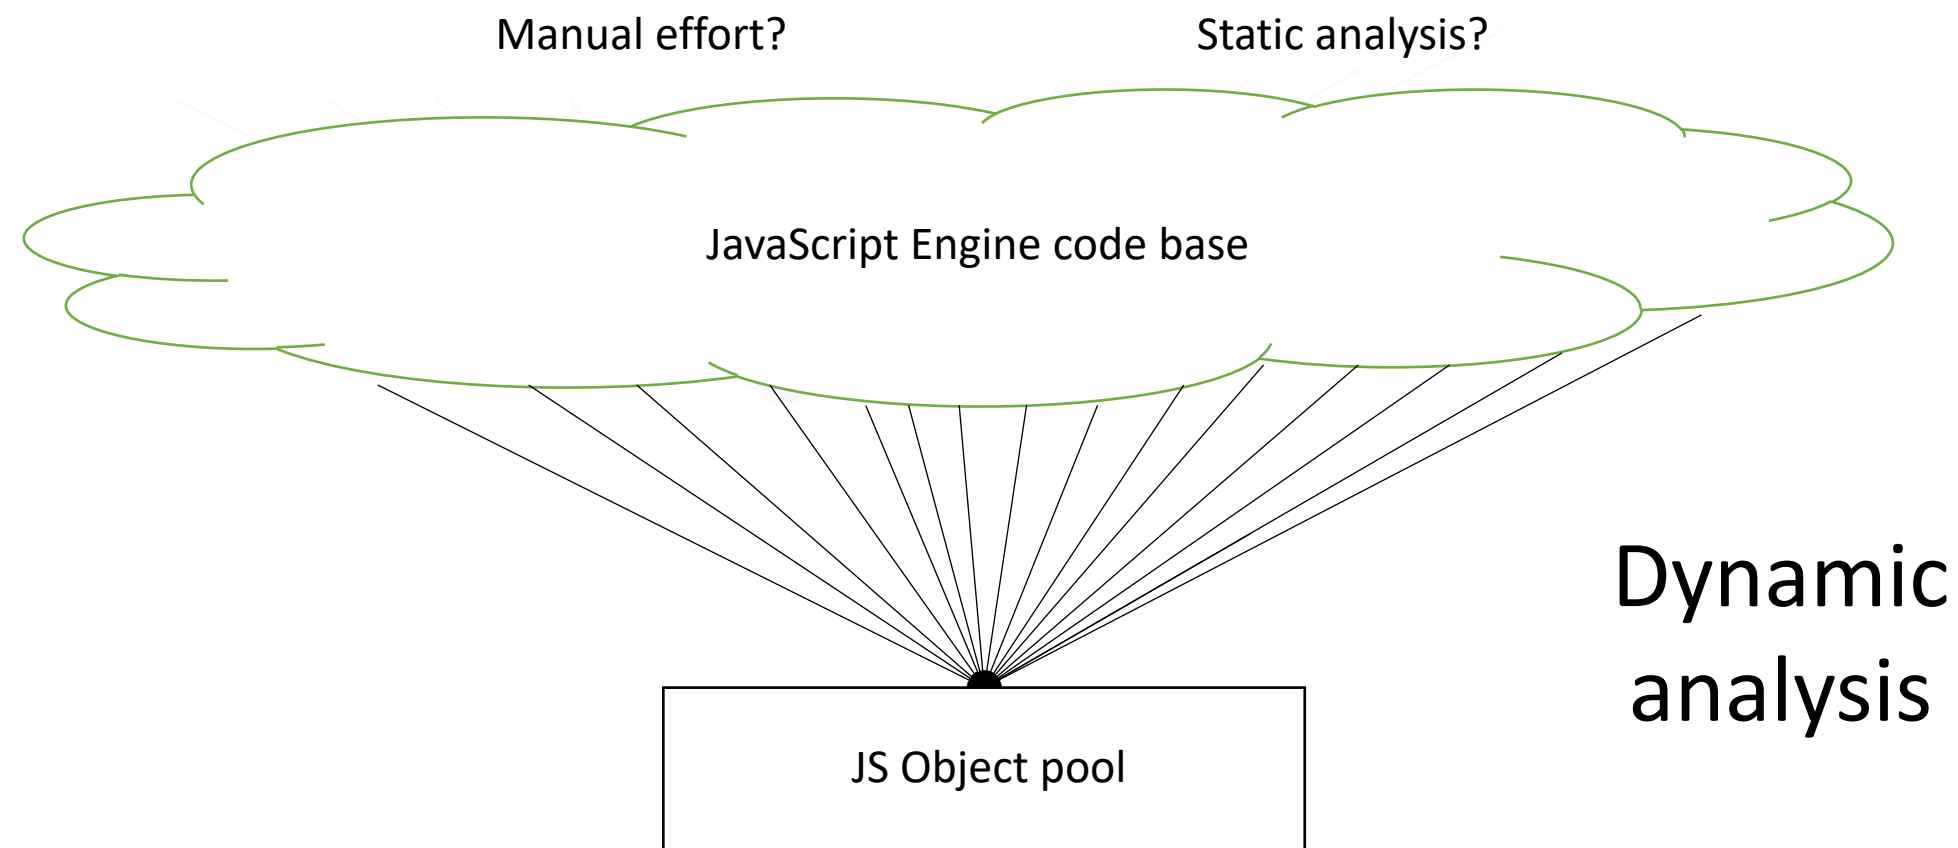 Manual effort?
Static analysis?
JavaScript Engine code base
Dynamic
analysis
JS Object pool